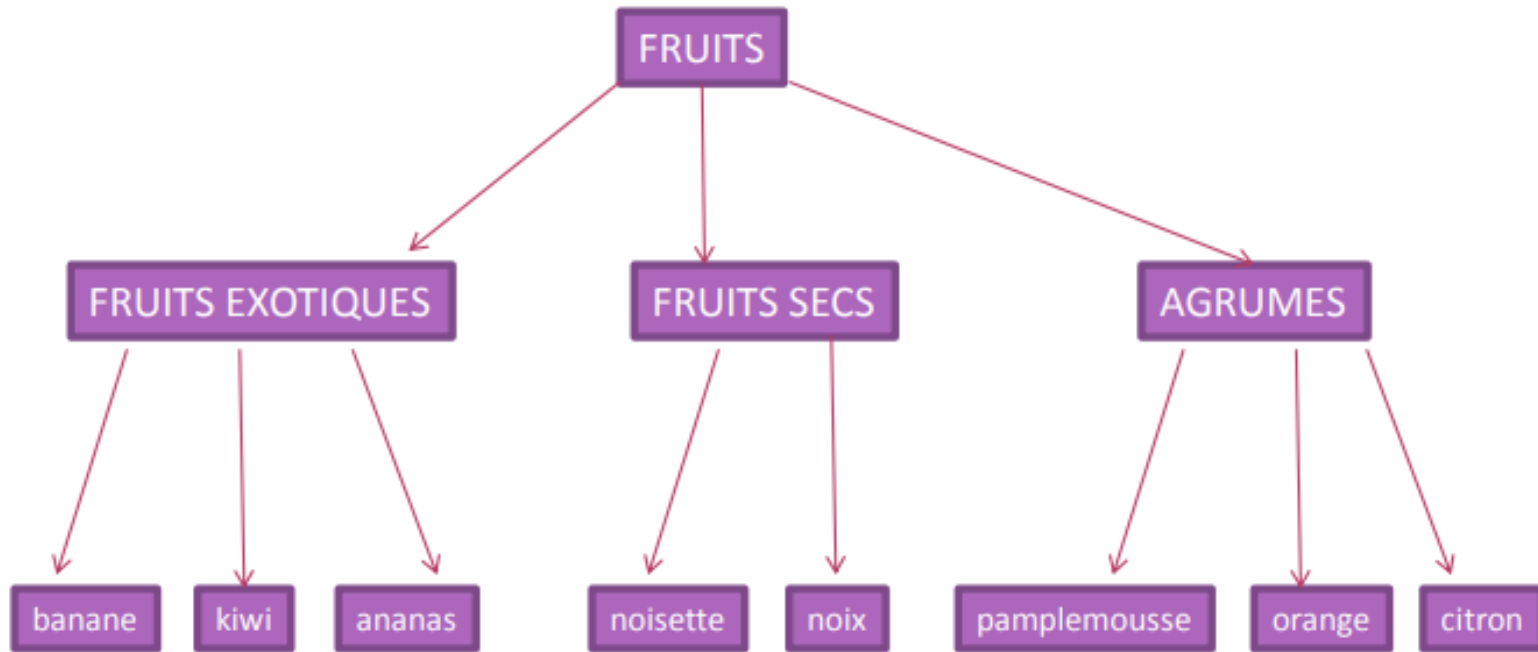 FRUITS
FRUITS EXOTIQUES
FRUITS SECS
AGRUMES
banane
kiwi
ananas
noisette
noix
pamplemousse
orange
citron